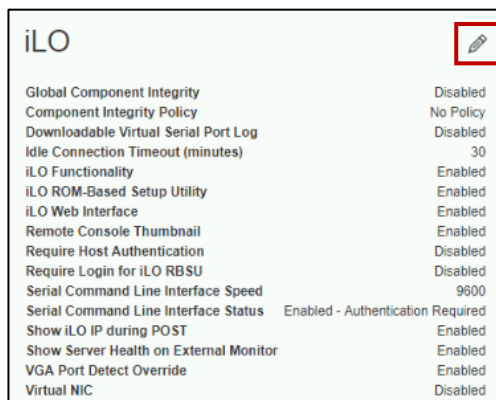 iLO
Global Component Integrity Disabled
Component Integrity Policy No Policy
Downloadable Virtual Serial Port Log Disabled
Idle Connection Timeout (minutes) 30
iLO Functionality Enabled
iLO ROM-Based Setup Utility Enabled
iLO Web Interface Enabled
Remote Console Thumbnail Enabled
Require Host Authentication Disabled
Require Login for iLO RBSU Disabled
Serial Command Line Interface Speed 9600
Serial Command Line Interface Status Enabled - Authentication Required
Show iLO IP during POST Enabled
Show Server Health on External Monitor Enabled
VGA Port Detect Override Enabled
Virtual NIC Disabled